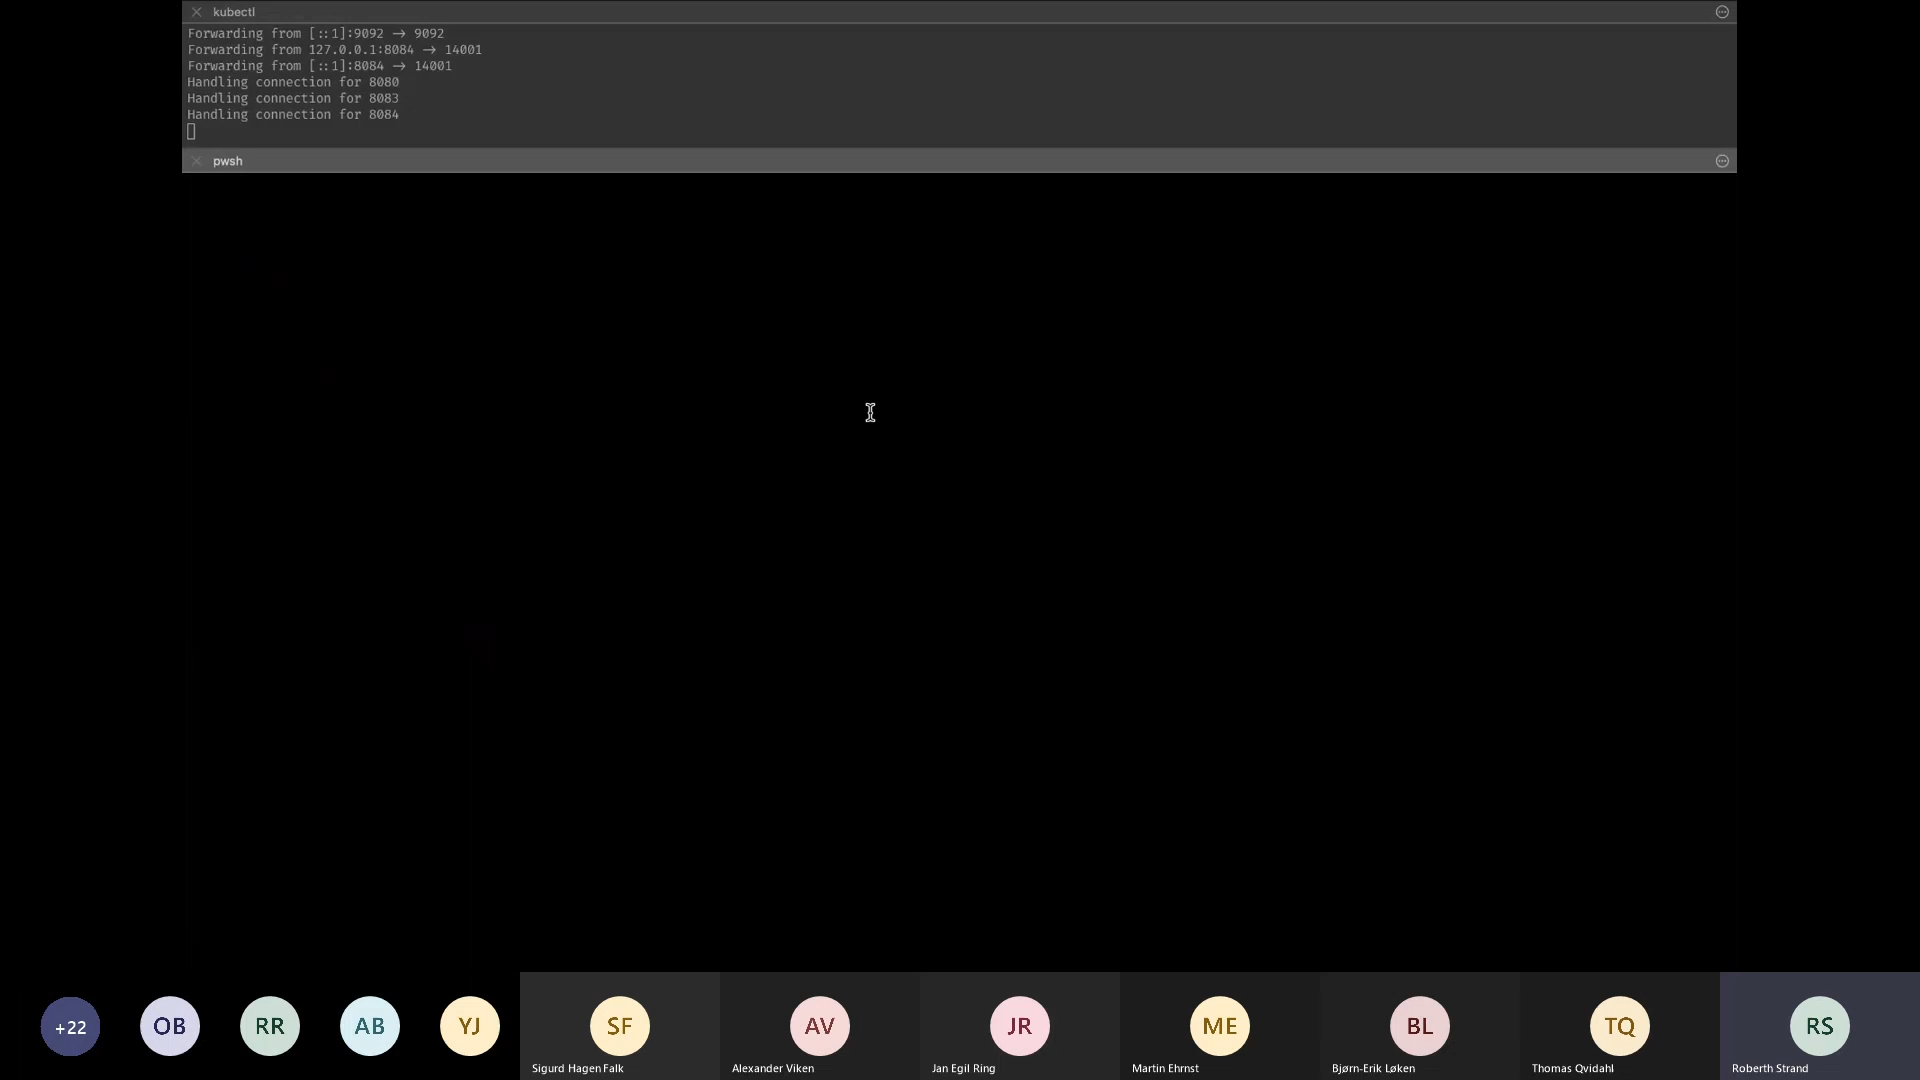 kubectl
Forwarding from [::1]:9092 → 9092
Forwarding from 127.0.0.1:8084 → 14001
Forwarding from [::1]:8084 → 14001
Handling connection for 8080
Handling connection for 8083
Handling connection for 8084
pwsh
+22
OB
RR
AB
YJ
SF
AV
JR
ME
BL
TQ
RS
Sigurd Hagen Falk
Alexander Viken
Jan Egil Ring
Martin Ehrnst
Bjørn-Erik Løken
Thomas Qvidahl
Roberth Strand